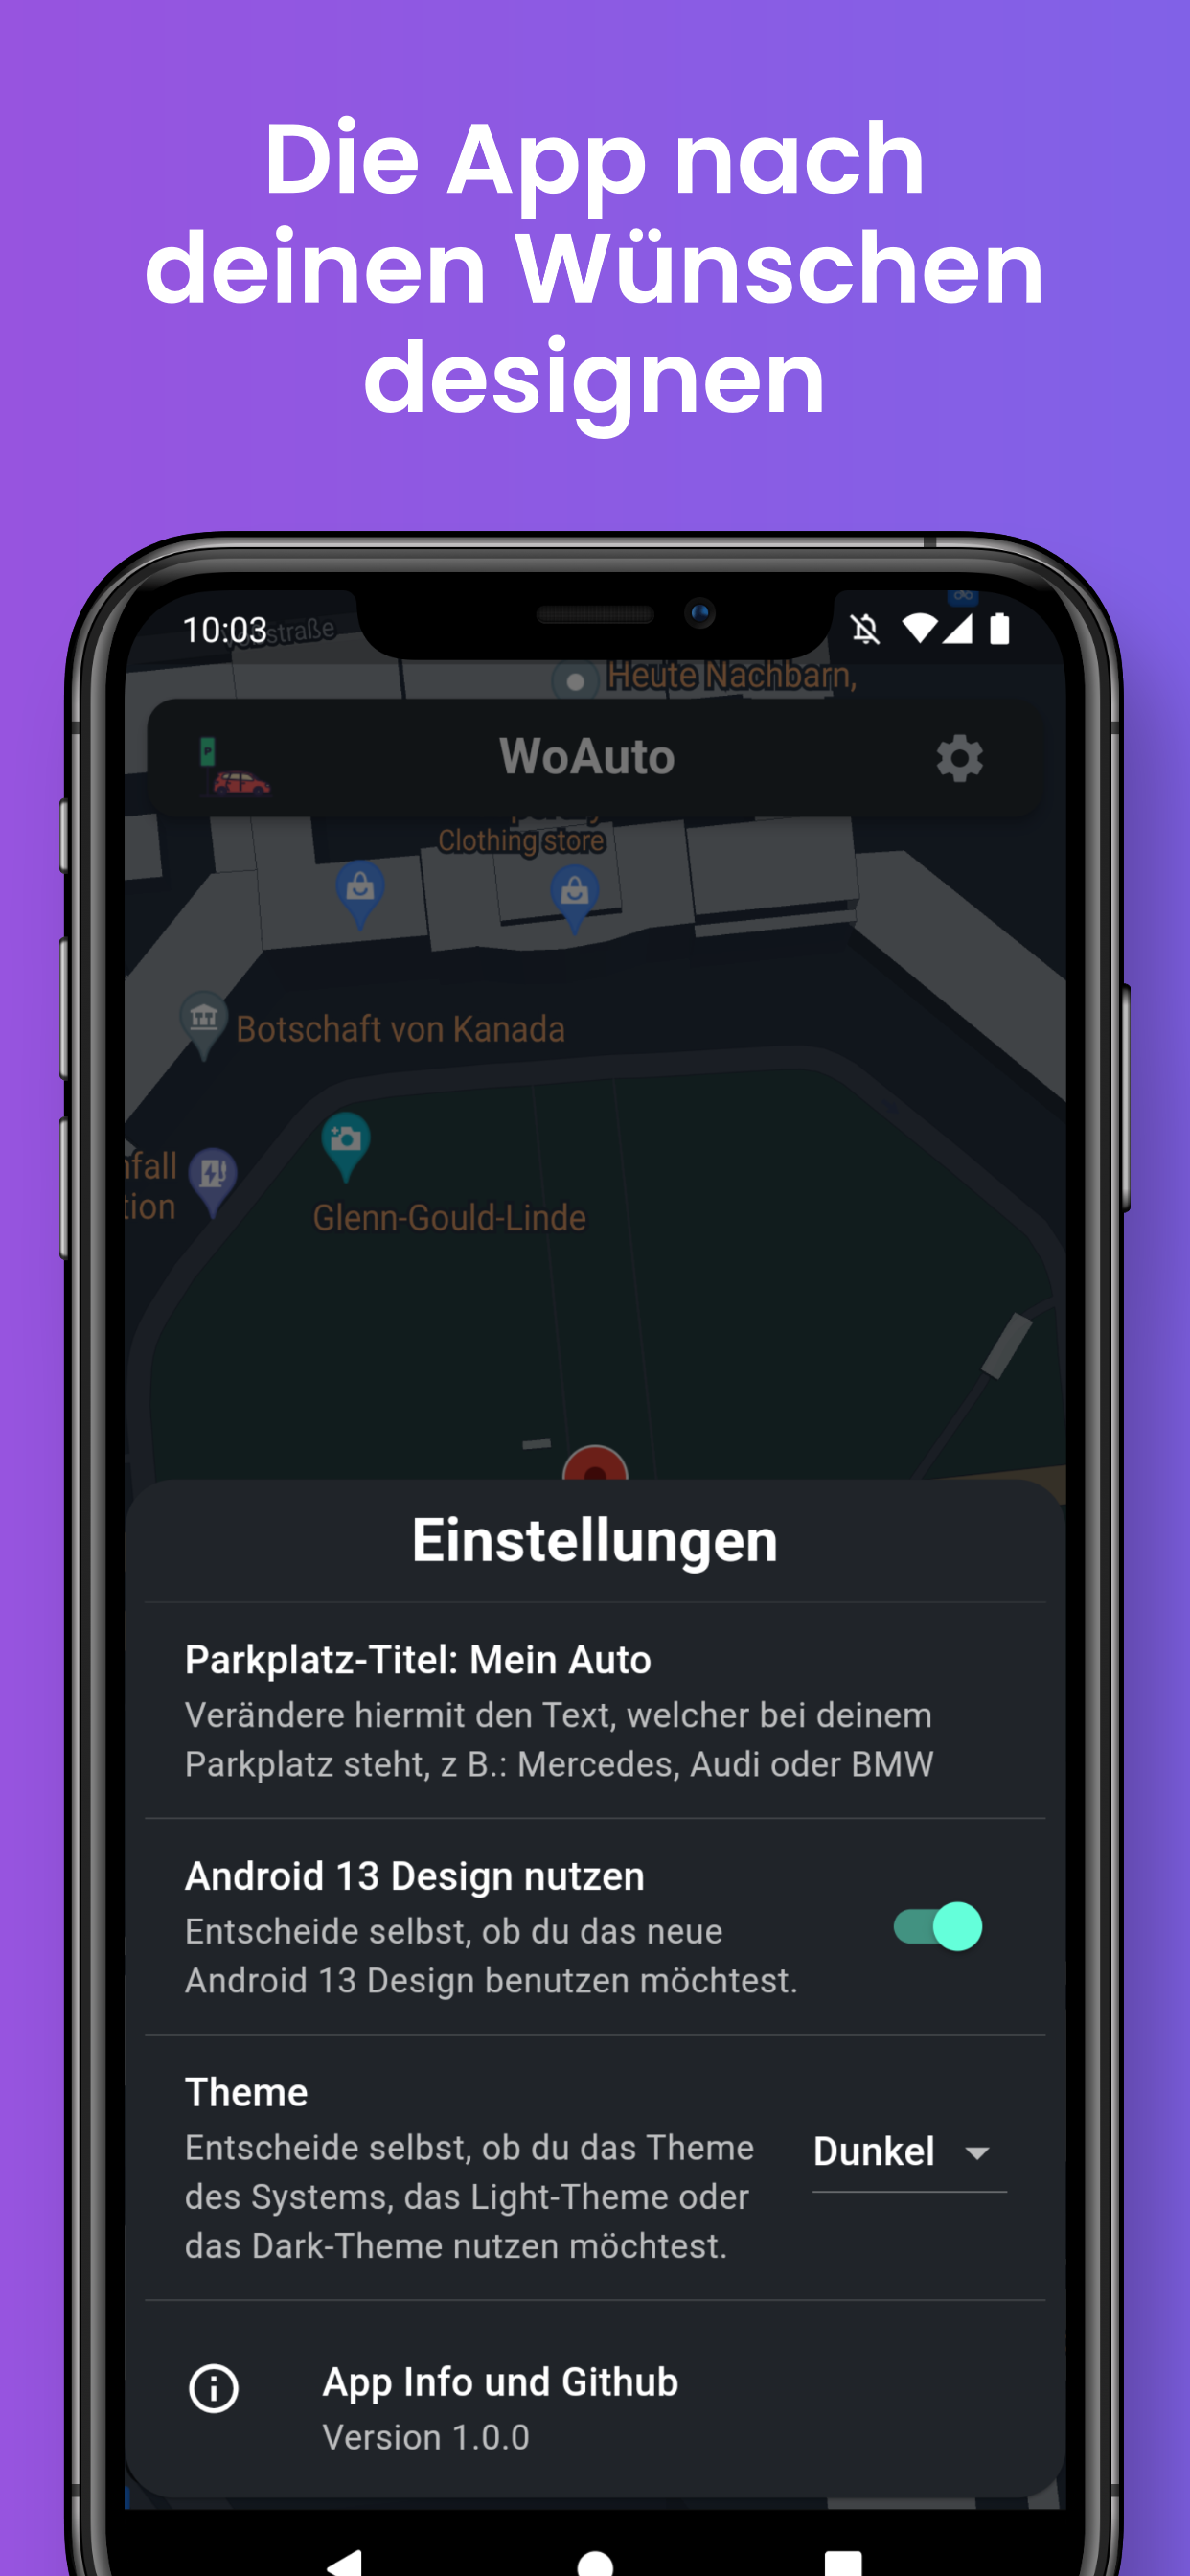 Die App nach
deinen Wünschen
designen
10:03
straße
Heute Nachbarn,
WoAuto
Clothing store
Botschaft von Kanada
Glenn-Gould-Linde
Einstellungen
Parkplatz-Titel: Mein Auto
Verändere hiermit den Text, welcher bei deinem
Parkplatz steht, z B.: Mercedes, Audi oder BMW
Android 13 Design nutzen
Entscheide selbst, ob du das neue
Android 13 Design benutzen möchtest.
Theme
Entscheide selbst, ob du das Theme
des Systems, das Light-Theme oder
das Dark-Theme nutzen möchtest.
Dunkel
App Info und Github
Version 1.0.0